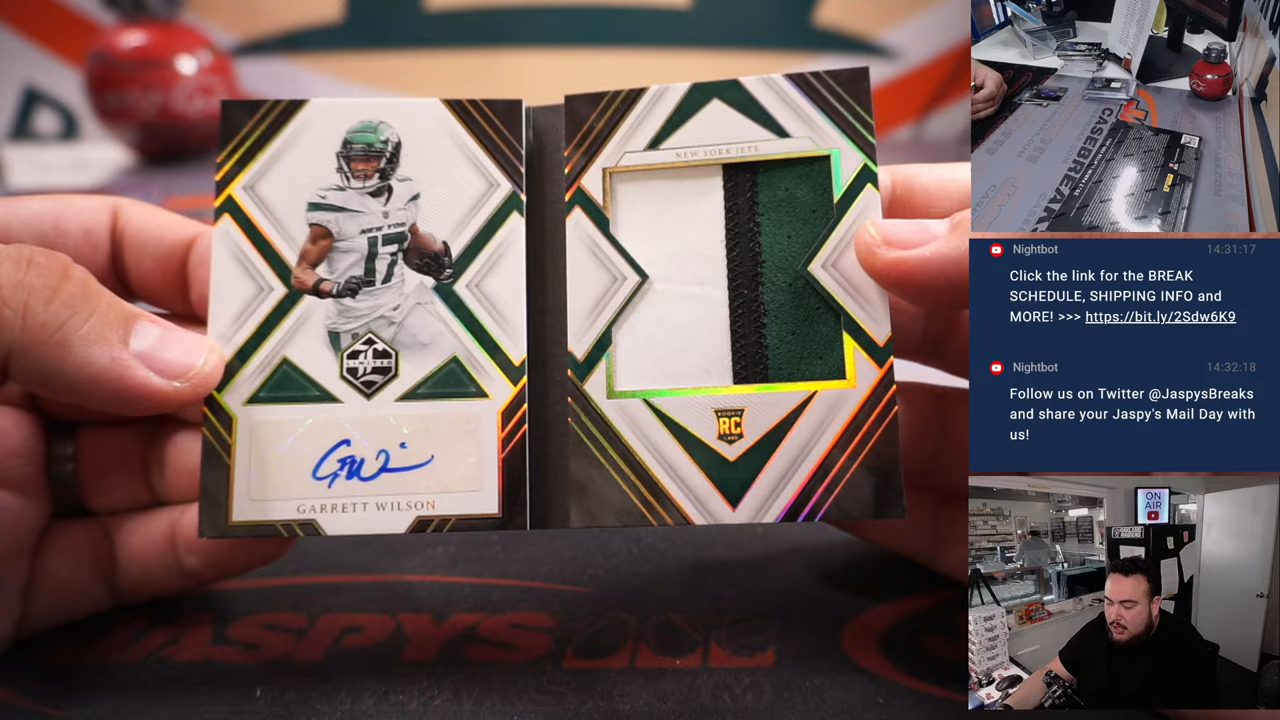 NEW YORK
17
LIMITED
GARRETT WILSON
NEW YORK JETS
ROOKIE
RC
CARD
JASPYS
CASEBREAK
Nightbot 14:31:17
Click the link for the BREAK
SCHEDULE, SHIPPING INFO and
MORE! >>> https://bit.ly/2Sdw6K9
Nightbot 14:32:18
Follow us on Twitter @JaspysBreaks
and share your Jaspy's Mail Day with
us!
ON
AIR